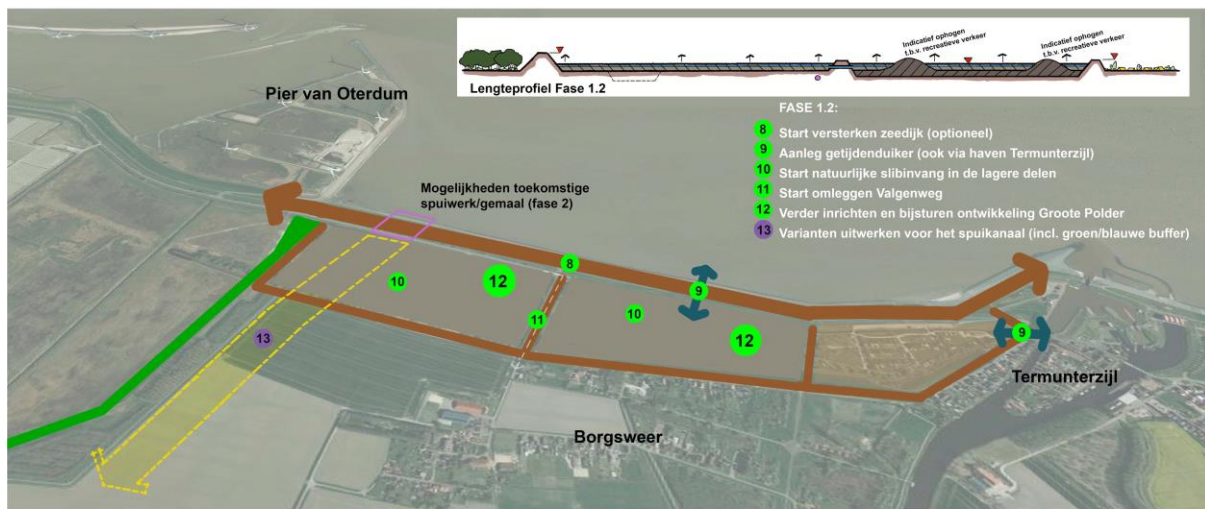 Indicatief ophogen
t.b.v. recreatieve verkeer
Indicatief ophogen
t.b.v. recreatieve verkeer
Lengteprofiel Fase 1.2
Pier van Oterdum
FASE 1.2:
8 Start versterken zeedijk (optioneel)
9 Aanleg getijdenduiker (ook via haven Termunterzijl)
10 Start natuurlijke slibinvang in de lagere delen
11 Start omleggen Valgenweg
12 Verder inrichten en bijsturen ontwikkeling Groote Polder
13 Varianten uitwerken voor het spuikanaal (incl. groen/blauwe buffer)
Mogelijkheden toekomstige
spuiwerk/gemaal (fase 2)
8
10
12
9
11
10
13
12
9
Termunterzijl
Borgsweer